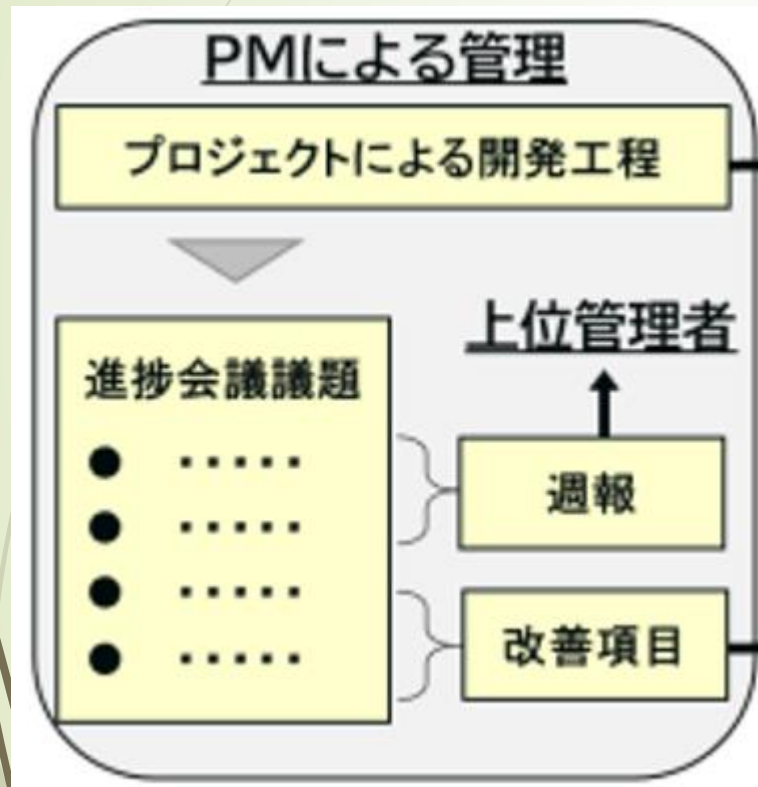 PMによる管理
プロジェクトによる開発工程
上位管理者
進捗会議議題
● ・・・・・
● ・・・・・
● ・・・・・
● ・・・・・
週報
改善項目